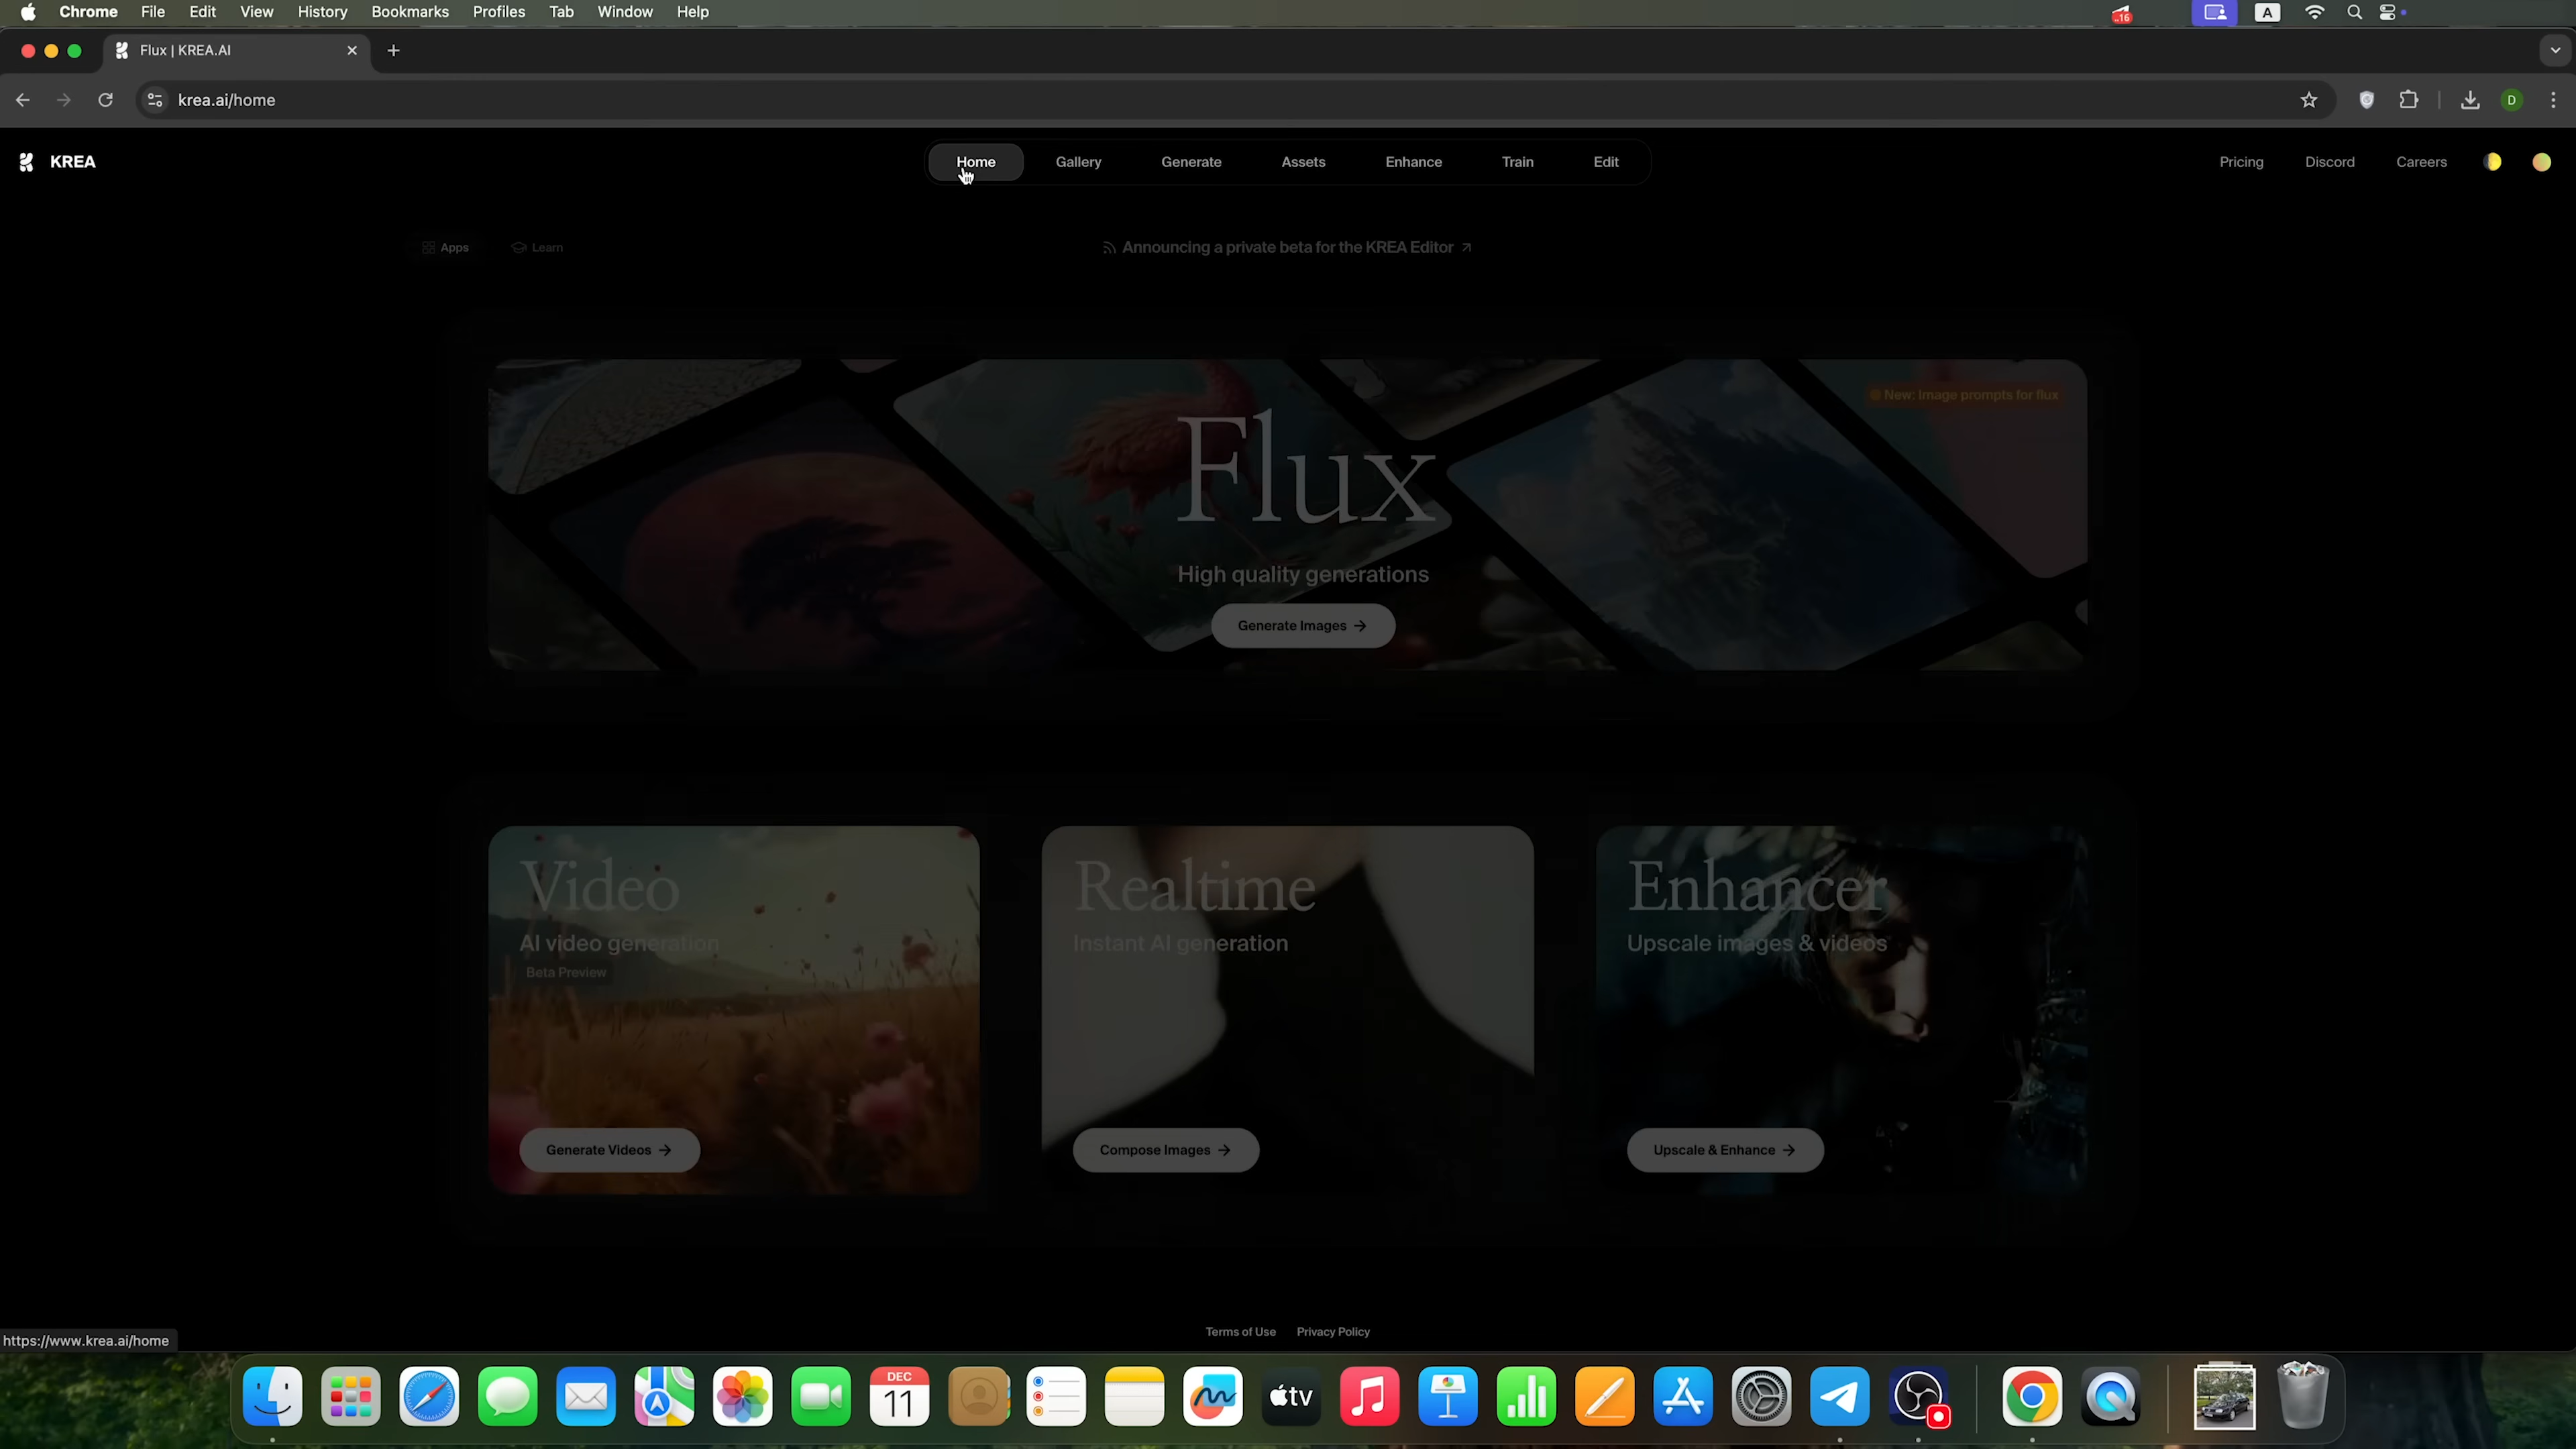 Chrome File Edit View History Bookmarks Profiles Tab Window Help
..16
A
Flux | KREA.AI
krea.ai/home
D
KREA
Home Gallery Generate Assets Enhance Train Edit
Pricing Discord Careers
Apps Learn
Announcing a private beta for the KREA Editor
New: Image prompts for flux
Flux
High quality generations
Generate Images
Video
AI video generation
Beta Preview
Generate Videos
Realtime
Instant AI generation
Compose Images
Enhancer
Upscale images & videos
Upscale & Enhance
Terms of Use Privacy Policy
https://www.krea.ai/home
DEC
11
tv